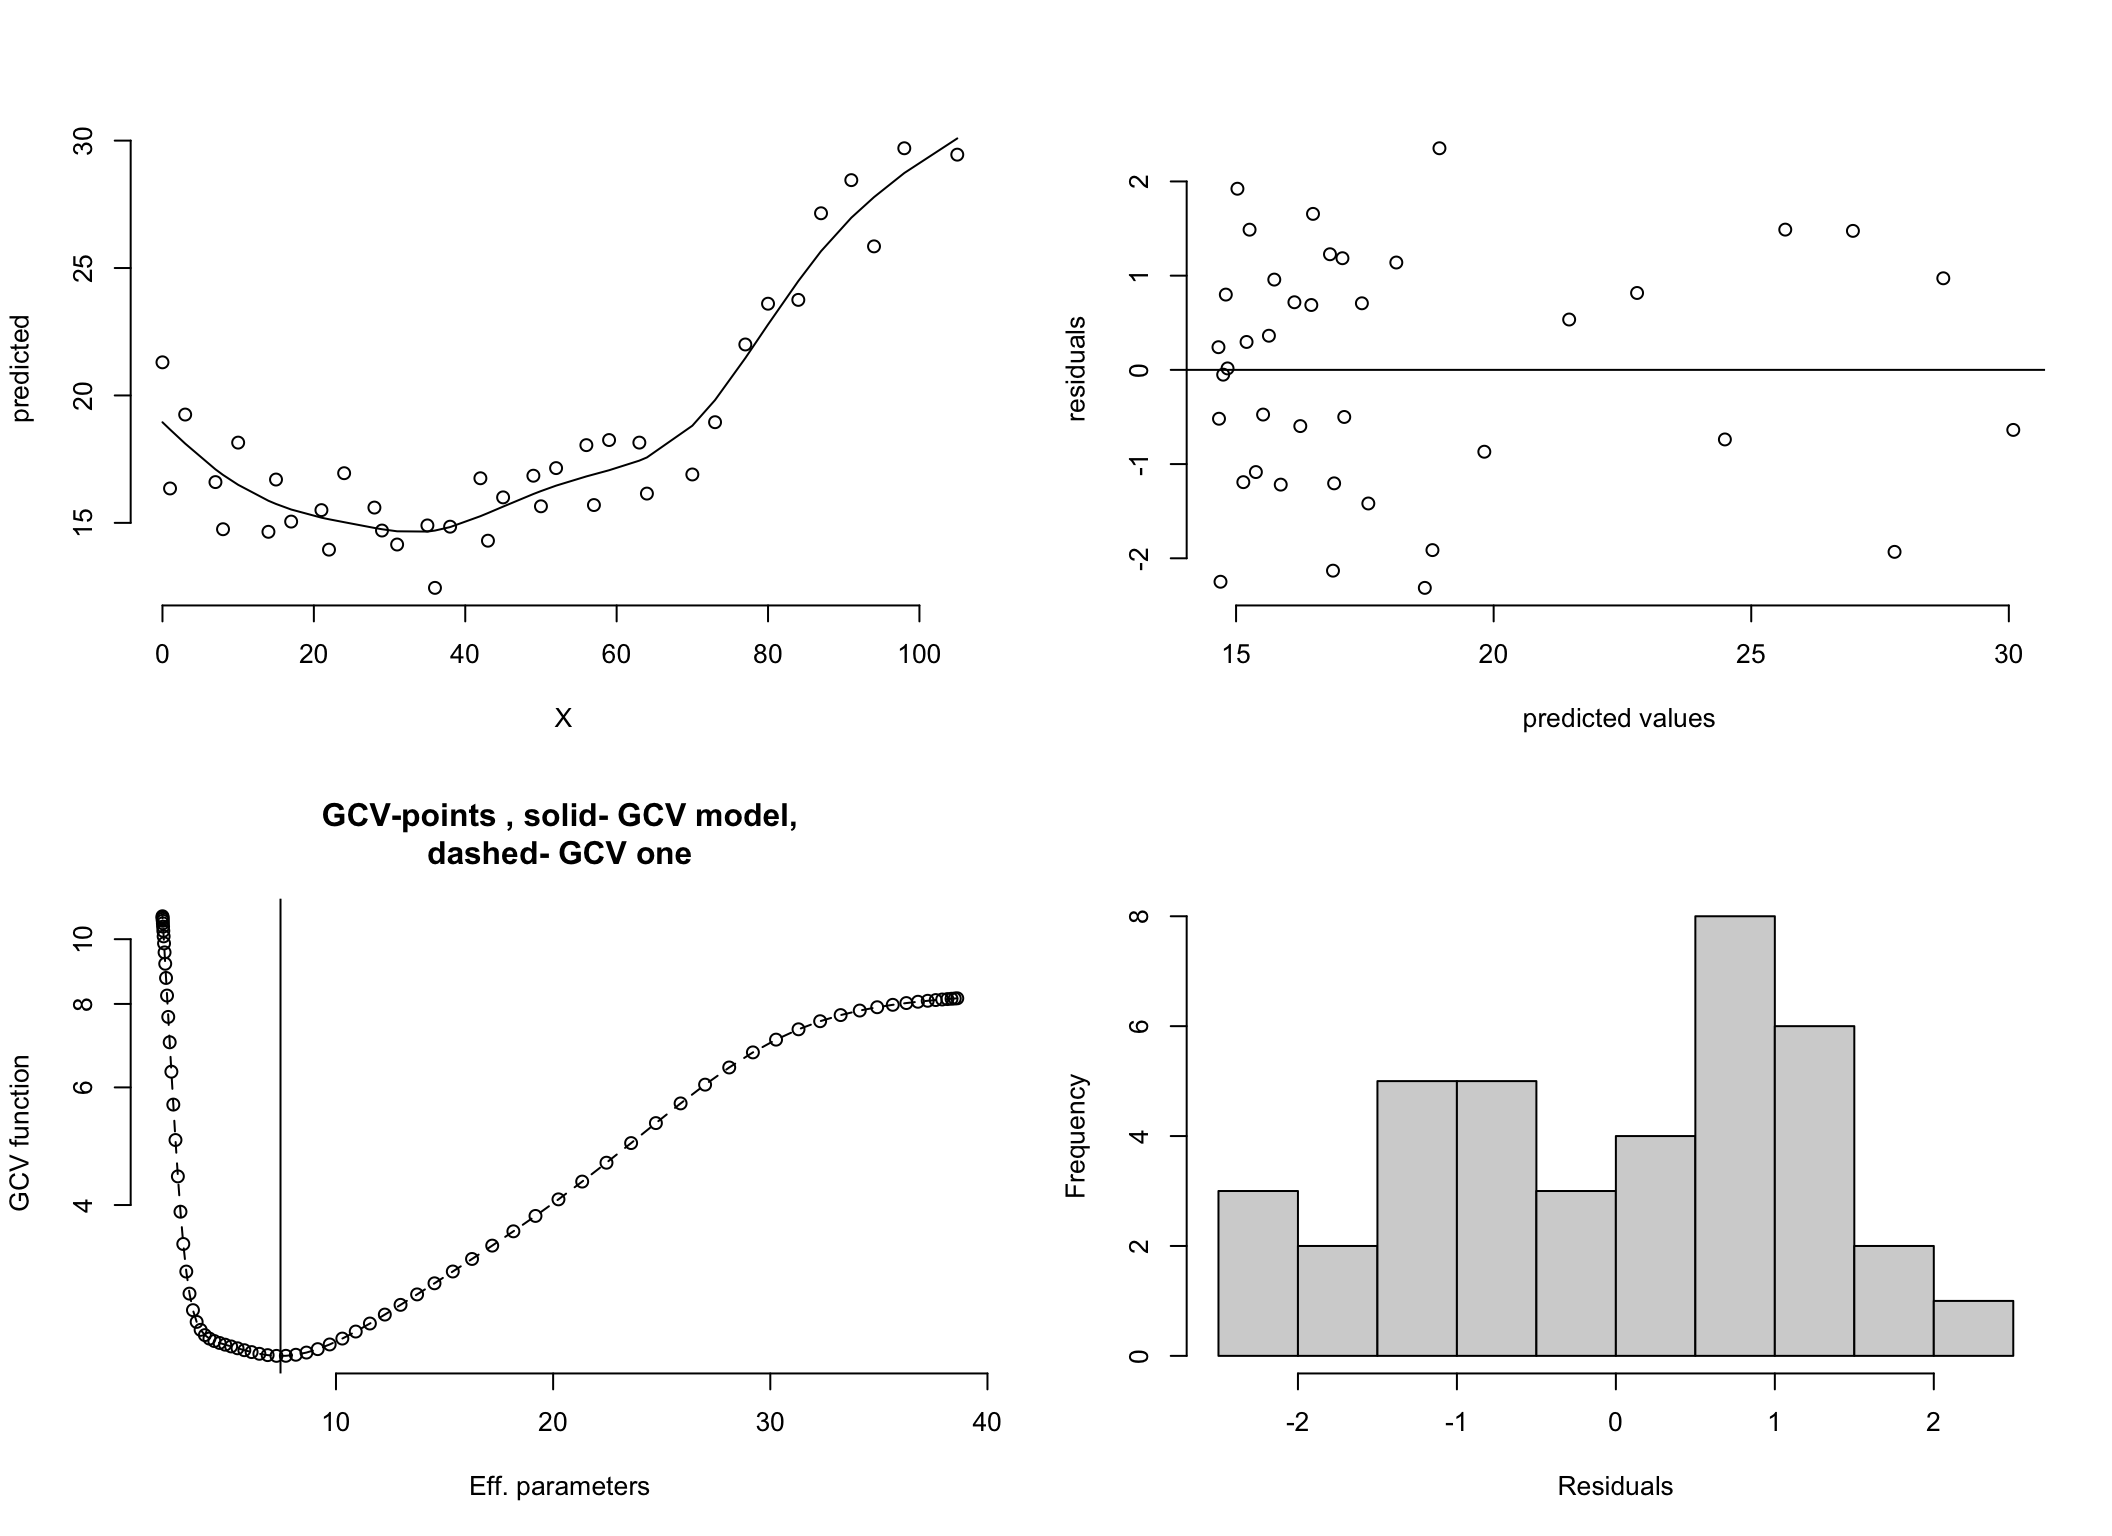 predicted
30
25
20
15
0 20 40 60 80 100
X
residuals
2
1
0
-1
-2
15 20 25 30
predicted values
GCV-points , solid- GCV model,
dashed- GCV one
GCV function
10
8
6
4
10 20 30 40
Eff. parameters
Frequency
8
6
4
2
0
-2 -1 0 1 2
Residuals